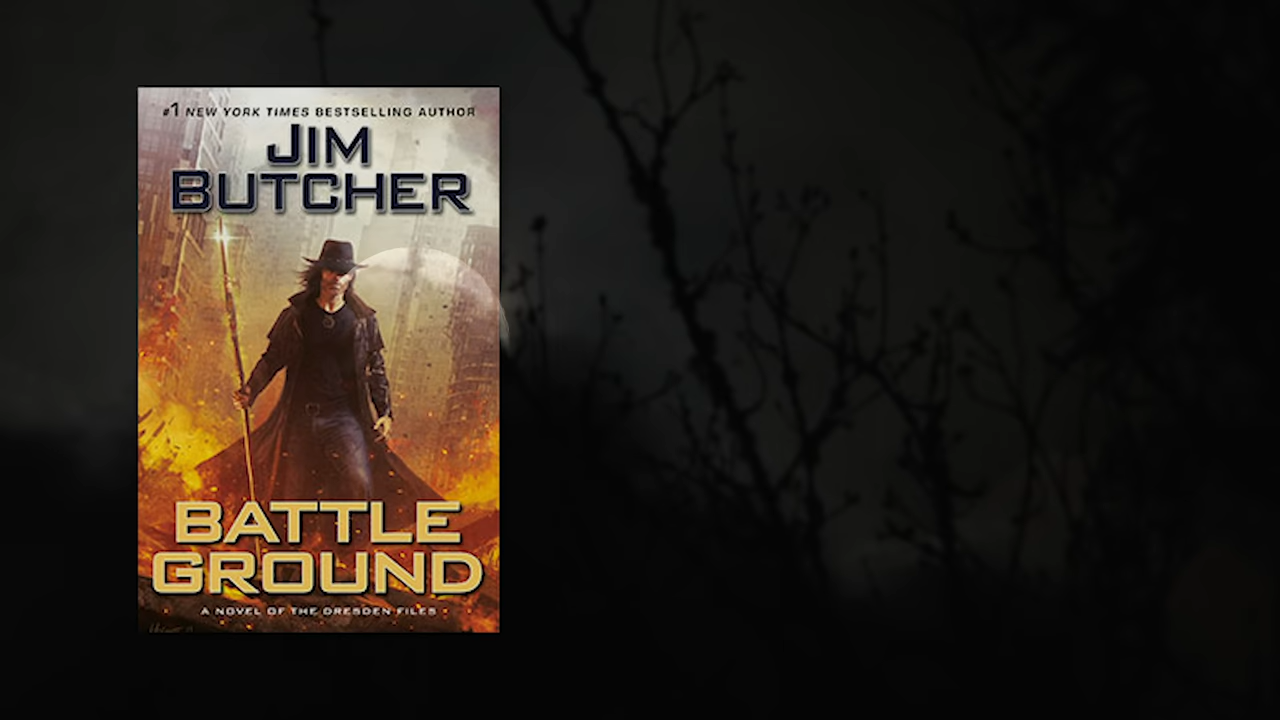 #1 NEW YORK TIMES BESTSELLING AUTHOR
JIM
BUTCHER
BATTLE
GROUND
A NOVEL OF THE DRESDEN FILES